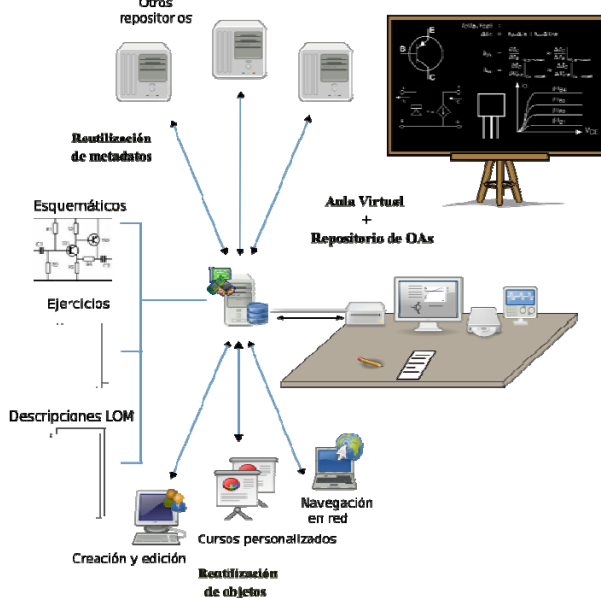 Otros
repositorios
Reutilización
de metadatos
Esquemáticos
Aula Virtual
+
Repositorio de OAs
Ejercicios
Descripciones LOM
Navegación
en red
Cursos personalizados
Creación y edición
Reutilización
de objetos
B
E
C